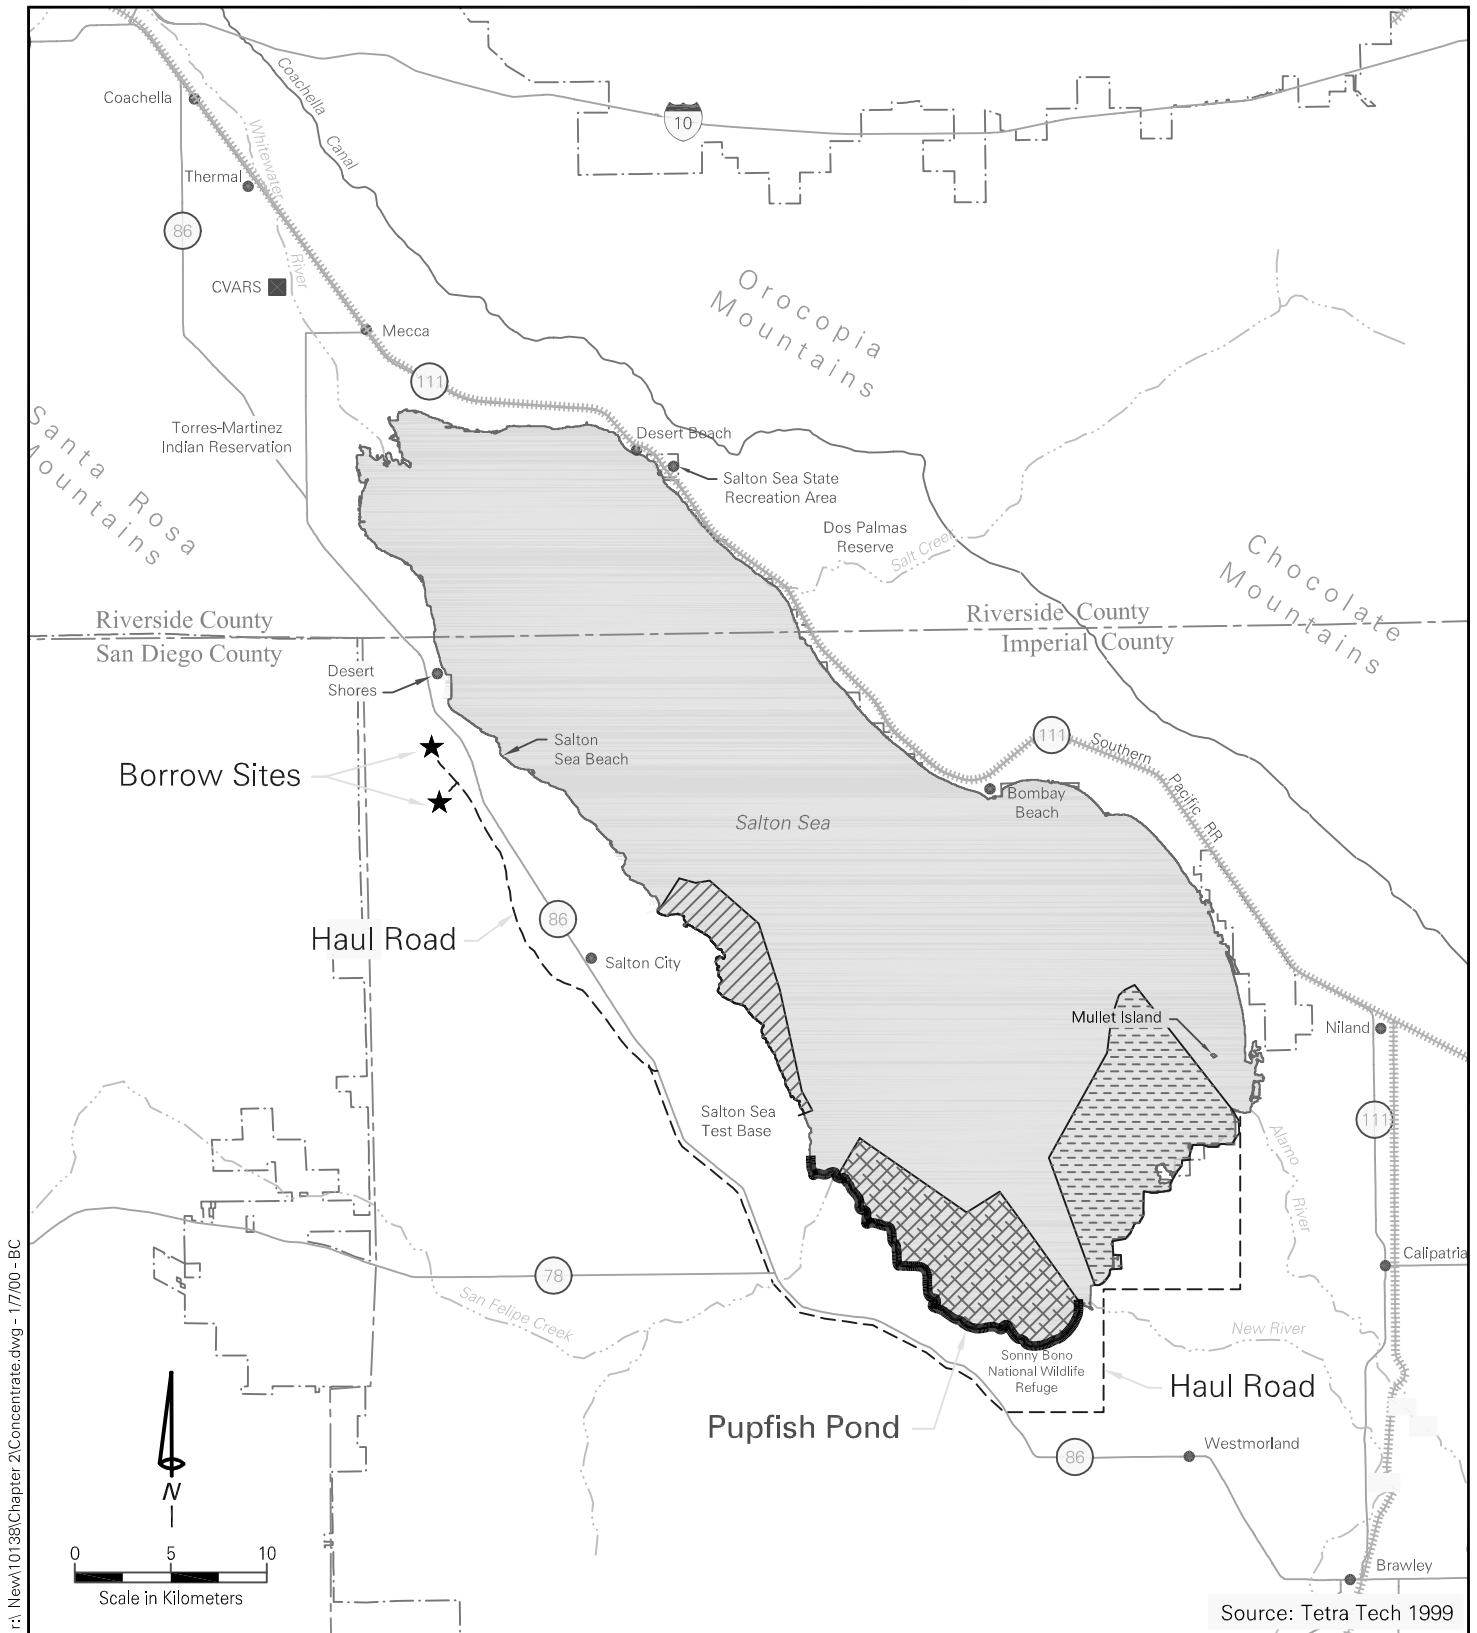 10
Coachella
Coachella
Canal
Whitewater
River
Thermal
86
CVARS
Mecca
111
Orocopia
Mountains
Santa Rosa
Mountains
Torres-Martinez
Indian Reservation
Desert Beach
Salton Sea State
Recreation Area
Dos Palmas
Reserve
Salt Creek
Chocolate
Mountains
Riverside County
San Diego County
Riverside County
Imperial County
Desert
Shores
Salton
Sea Beach
Borrow Sites
111
Southern
Pacific RR
Bombay
Beach
Salton Sea
Haul Road
86
Salton City
Mullet Island
Niland
Salton Sea
Test Base
111
Alamo
River
Calipatria
78
San Felipe Creek
New River
Sonny Bono
National Wildlife
Refuge
Haul Road
Pupfish Pond
86
Westmorland
Brawley
N
0 5 10
Scale in Kilometers
Source: Tetra Tech 1999
r:\ New\10138\Chapter 2\Concentrate.dwg - 1/7/00 - BC